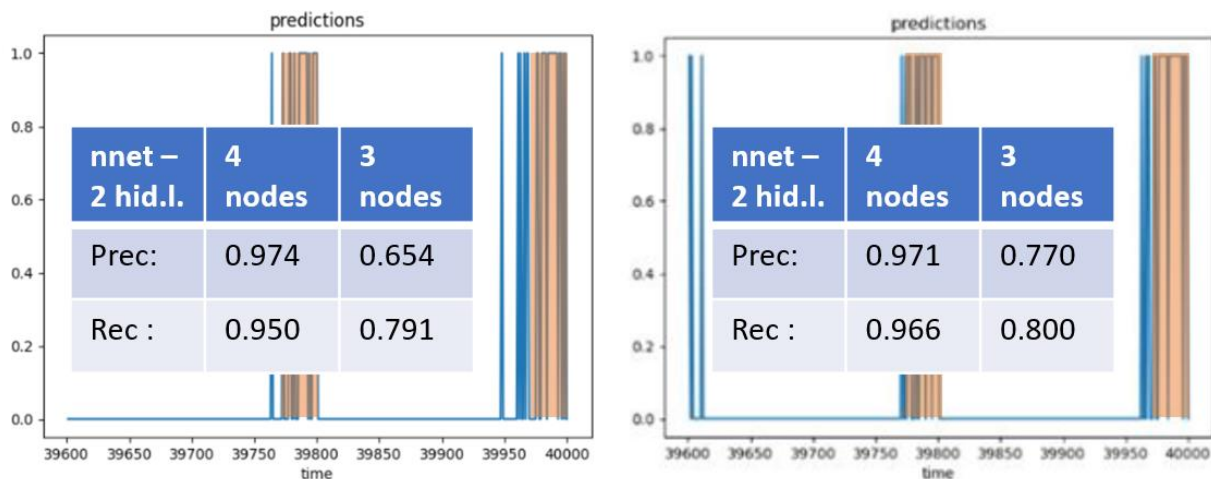 predictions
1.0
0.8
0.6
0.4
0.2
0.0
nnet – 2 hid.l. 4 nodes 3 nodes
Prec: 0.974 0.654
Rec : 0.950 0.791
39600 39650 39700 39750 39800 39850 39900 39950 40000
time
predictions
1.0
0.8
0.6
0.4
0.2
0.0
nnet – 2 hid.l. 4 nodes 3 nodes
Prec: 0.971 0.770
Rec : 0.966 0.800
39600 39650 39700 39750 39800 39850 39900 39950 40000
time